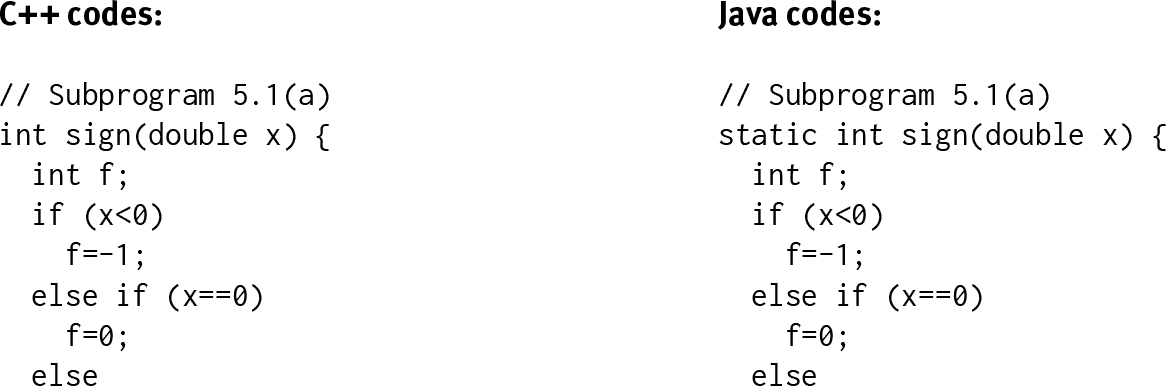 C++ codes:
// Subprogram 5.1(a)
int sign(double x) {
  int f;
  if (x<0)
    f=-1;
  else if (x==0)
    f=0;
  else
Java codes:
// Subprogram 5.1(a)
static int sign(double x) {
  int f;
  if (x<0)
    f=-1;
  else if (x==0)
    f=0;
  else